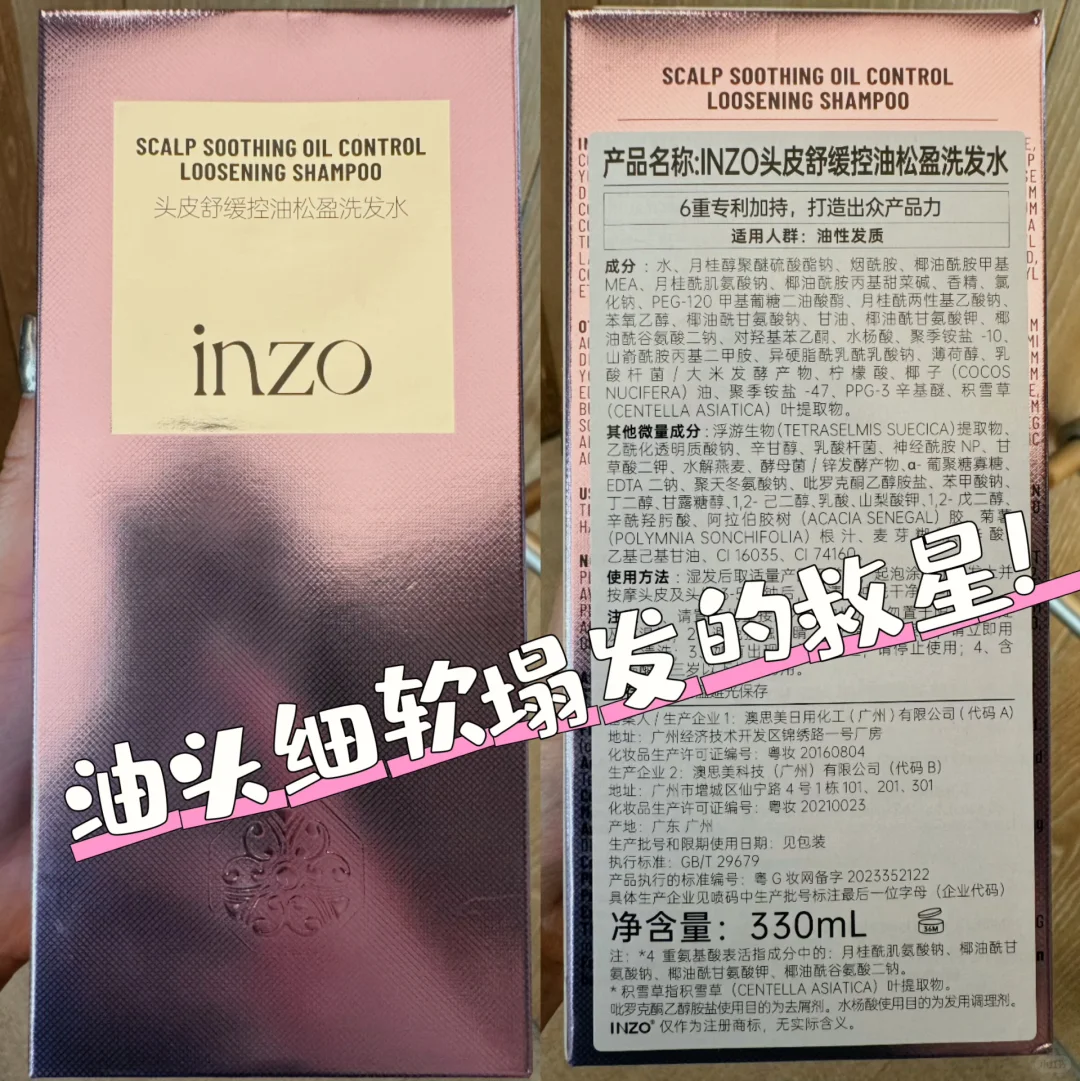 SCALP SOOTHING OIL CONTROL
LOOSENING SHAMPOO
头皮舒缓控油松盈洗发水
inzo
SCALP SOOTHING OIL CONTROL
LOOSENING SHAMPOO
产品名称:INZO头皮舒缓控油松盈洗发水
6重专利加持，打造出众产品力
适用人群：油性发质
成分：水、月桂醇聚醚硫酸酯钠、烟酰胺、椰油酰胺甲基
MEA、月桂酰肌氨酸钠、椰油酰胺丙基甜菜碱、香精、氯
化钠、PEG-120 甲基葡糖二油酸酯、月桂酰两性基乙酸钠、
苯氧乙醇、椰油酰甘氨酸钠、甘油、椰油酰甘氨酸钾、椰
油酰谷氨酸二钠、对羟基苯乙酮、水杨酸、聚季铵盐 -10、
山嵛酰胺丙基二甲胺、异硬脂酰乳酰乳酸钠、薄荷醇、乳
酸杆菌/大米发酵产物、柠檬酸、椰子（COCOS
NUCIFERA）油、聚季铵盐 -47、PPG-3 辛基醚、积雪草
（CENTELLA ASIATICA）叶提取物。
其他微量成分：浮游生物(TETRASELMIS SUECICA)提取物、
乙酰化透明质酸钠、辛甘醇、乳酸杆菌、神经酰胺 NP、甘
草酸二钾、水解燕麦、酵母菌/锌发酵产物、α-葡聚糖寡糖、
EDTA 二钠、聚天冬氨酸钠、吡罗克酮乙醇胺盐、苯甲酸钠、
丁二醇、甘露糖醇、1,2-己二醇、乳酸、山梨酸钾、1,2-戊二醇、
辛酰羟肟酸、阿拉伯胶树（ACACIA SENEGAL）胶、菊薯
(POLYMNIA SONCHIFOLIA）根汁、麦芽糊
乙基己基甘油、CI 16035、CI 74160
使用方法：湿发后取适量产 起泡涂 并
按摩头皮及头
请立即用
请停止使用；4、含
避光保存
油头细软塌发的救星！
案人/生产企业 1：澳思美日用化工（广州）有限公司（代码 A）
地址：广州经济技术开发区锦绣路一号厂房
化妆品生产许可证编号：粤妆 20160804
生产企业 2：澳思美科技（广州）有限公司（代码 B）
地址：广州市增城区仙宁路 4 号 1 栋 101、201、301
化妆品生产许可证编号：粤妆 20210023
产地：广东 广州
生产批号和限期使用日期：见包装
执行标准：GB/T 29679
产品执行的标准编号：粤 G 妆网备字 2023352122
具体生产企业见喷码中生产批号标注最后一位字母（企业代码）
净含量：330mL
36M
注：*4 重氨基酸表活指成分中的：月桂酰肌氨酸钠、椰油酰甘
氨酸钠、椰油酰甘氨酸钾、椰油酰谷氨酸二钠。
*积雪草指积雪草（CENTELLA ASIATICA）叶提取物。
吡罗克酮乙醇胺盐使用目的为去屑剂。水杨酸使用目的为发用调理剂。
INZO® 仅作为注册商标，无实际含义。